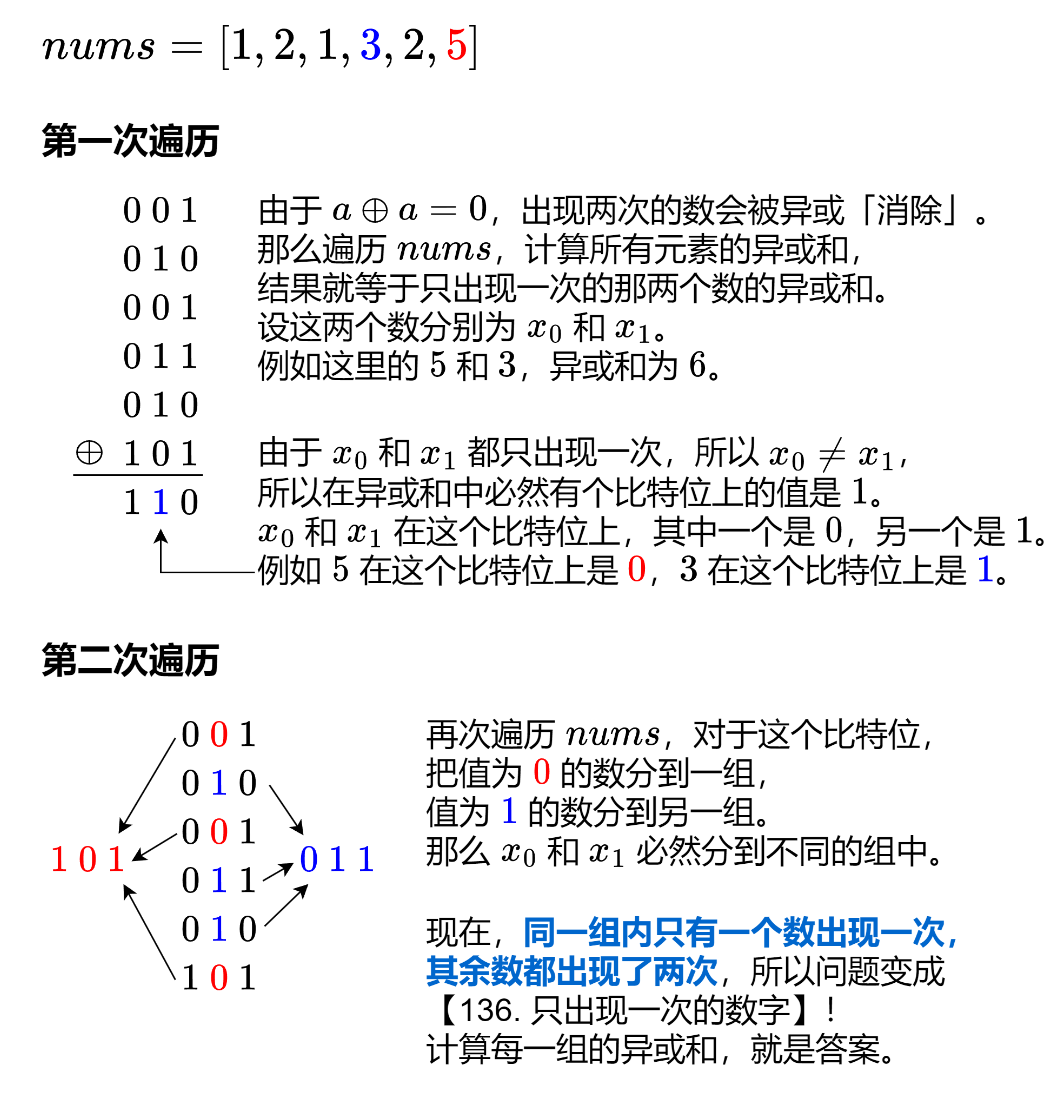 nums = [1, 2, 1, 3, 2, 5]
第一次遍历
0 0 1
0 1 0
0 0 1
0 1 1
0 1 0
⊕ 1 0 1
1 1 0
由于 a ⊕ a = 0，出现两次的数会被异或「消除」。
那么遍历 nums，计算所有元素的异或和，
结果就等于只出现一次的那两个数的异或和。
设这两个数分别为 x₀ 和 x₁。
例如这里的 5 和 3，异或和为 6。
由于 x₀ 和 x₁ 都只出现一次，所以 x₀ ≠ x₁，
所以在异或和中必然有个比特位上的值是 1。
x₀ 和 x₁ 在这个比特位上，其中一个是 0，另一个是 1。
例如 5 在这个比特位上是 0，3 在这个比特位上是 1。
第二次遍历
0 0 1
0 1 0
0 0 1
1 0 1
0 1 1
0 1 1
0 1 0
1 0 1
再次遍历 nums，对于这个比特位，
把值为 0 的数分到一组，
值为 1 的数分到另一组。
那么 x₀ 和 x₁ 必然分到不同的组中。
现在，同一组内只有一个数出现一次，
其余数都出现了两次，所以问题变成
【136. 只出现一次的数字】！
计算每一组的异或和，就是答案。